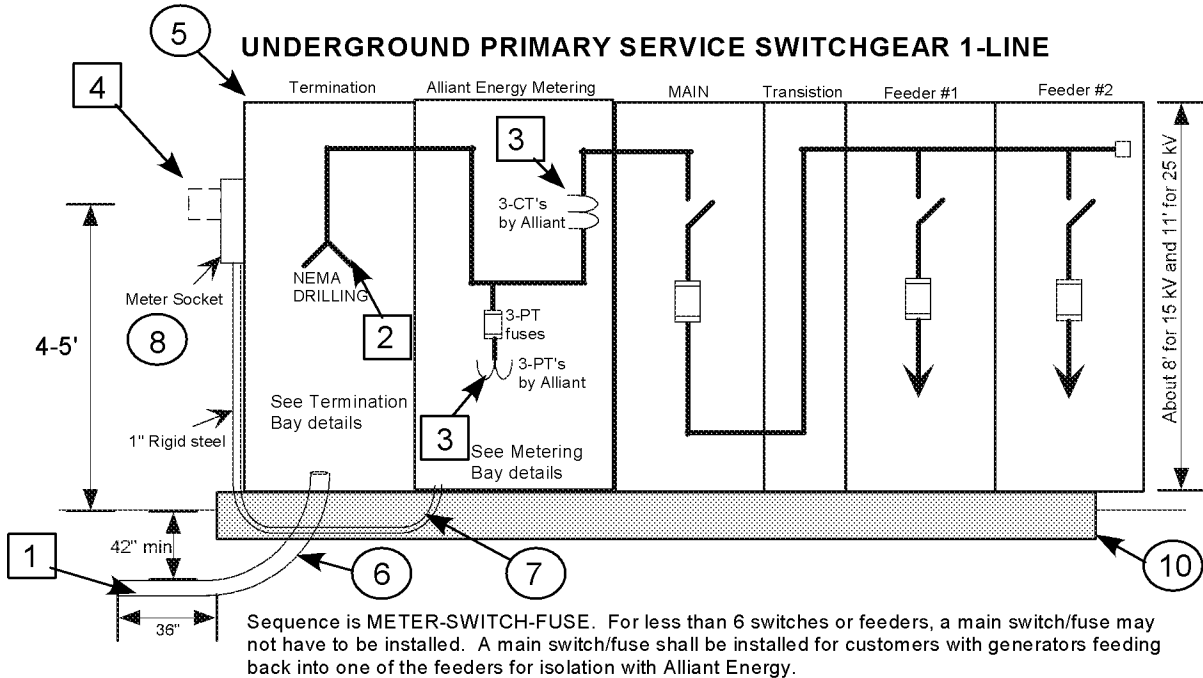 UNDERGROUND PRIMARY SERVICE SWITCHGEAR 1-LINE
5
4
Termination
Alliant Energy Metering
MAIN
Transistion
Feeder #1
Feeder #2
3
3-CT's
by Alliant
NEMA
DRILLING
2
Meter Socket
8
4-5'
3-PT
fuses
3-PT's
by Alliant
3
See Termination
Bay details
See Metering
Bay details
1" Rigid steel
About 8' for 15 kV and 11' for 25 kV
1
42" min
36"
6
7
10
Sequence is METER-SWITCH-FUSE. For less than 6 switches or feeders, a main switch/fuse may
not have to be installed. A main switch/fuse shall be installed for customers with generators feeding
back into one of the feeders for isolation with Alliant Energy.